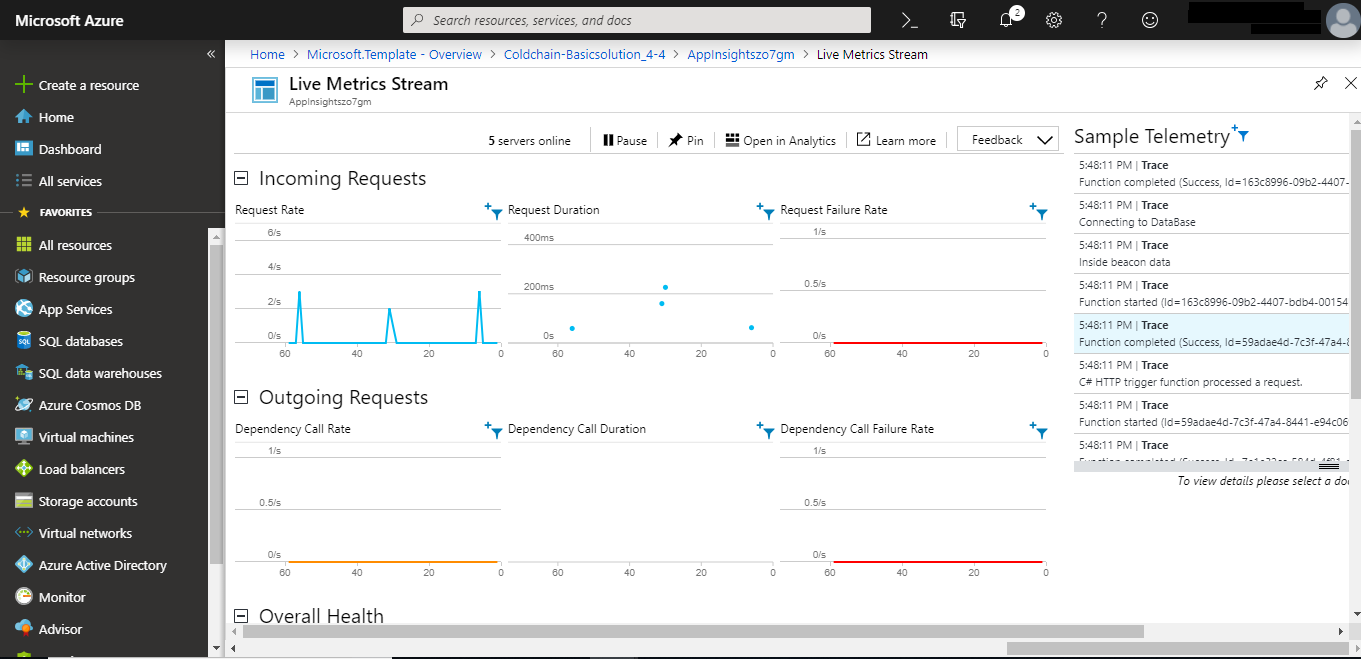 Microsoft Azure
Search resources, services, and docs
2
Home > Microsoft.Template - Overview > Coldchain-Basicsolution_4-4 > AppInsightszo7gm > Live Metrics Stream
Live Metrics Stream
AppInsightszo7gm
Create a resource
Home
Dashboard
All services
FAVORITES
All resources
Resource groups
App Services
SQL
SQL databases
SQL data warehouses
Azure Cosmos DB
Virtual machines
Load balancers
Storage accounts
Virtual networks
Azure Active Directory
Monitor
Advisor
5 servers online
Pause
Pin
Open in Analytics
Learn more
Feedback
Incoming Requests
Request Rate
6/s
4/s
2/s
0/s
60 40 20 0
Request Duration
400ms
200ms
0s
60 40 20 0
Request Failure Rate
1/s
0.5/s
0/s
60 40 20 0
Outgoing Requests
Dependency Call Rate
1/s
0.5/s
0/s
60 40 20 0
Dependency Call Duration
60 40 20 0
Dependency Call Failure Rate
1/s
0.5/s
0/s
60 40 20 0
Overall Health
Sample Telemetry
5:48:11 PM | Trace
Function completed (Success, Id=163c8996-09b2-4407-
5:48:11 PM | Trace
Connecting to DataBase
5:48:11 PM | Trace
Inside beacon data
5:48:11 PM | Trace
Function started (Id=163c8996-09b2-4407-bdb4-00154
5:48:11 PM | Trace
Function completed (Success, Id=59adae4d-7c3f-47a4-8
5:48:11 PM | Trace
C# HTTP trigger function processed a request.
5:48:11 PM | Trace
Function started (Id=59adae4d-7c3f-47a4-8441-e94c06
5:48:11 PM | Trace
Function completed (Success,
To view details please select a do